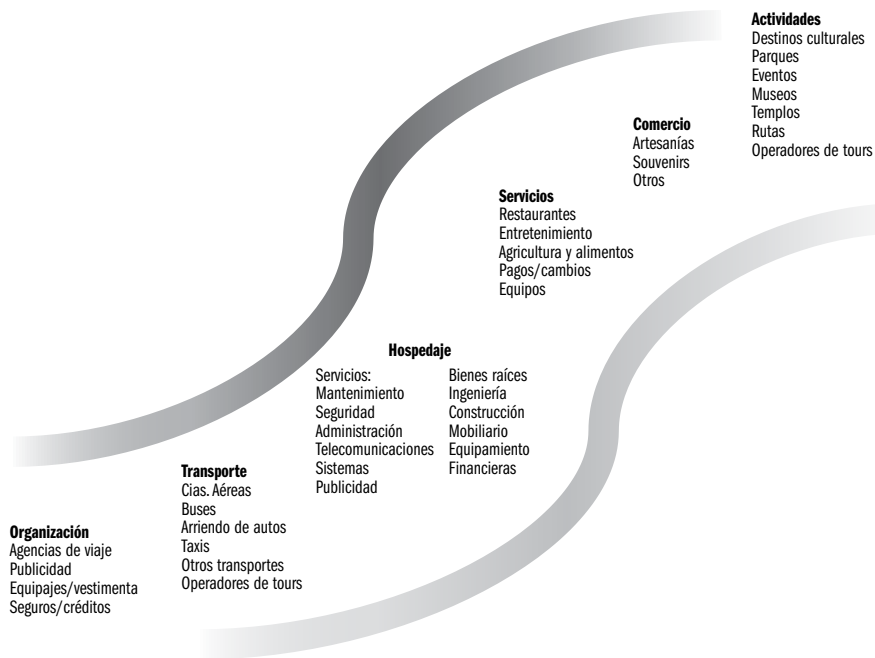 Actividades
Destinos culturales
Parques
Eventos
Museos
Templos
Rutas
Operadores de tours
Comercio
Artesanías
Souvenirs
Otros
Servicios
Restaurantes
Entretenimiento
Agricultura y alimentos
Pagos/cambios
Equipos
Hospedaje
Servicios:
Mantenimiento
Seguridad
Administración
Telecomunicaciones
Sistemas
Publicidad
Bienes raíces
Ingeniería
Construcción
Mobiliario
Equipamiento
Financieras
Transporte
Cias. Aéreas
Buses
Arriendo de autos
Taxis
Otros transportes
Operadores de tours
Organización
Agencias de viaje
Publicidad
Equipajes/vestimenta
Seguros/créditos